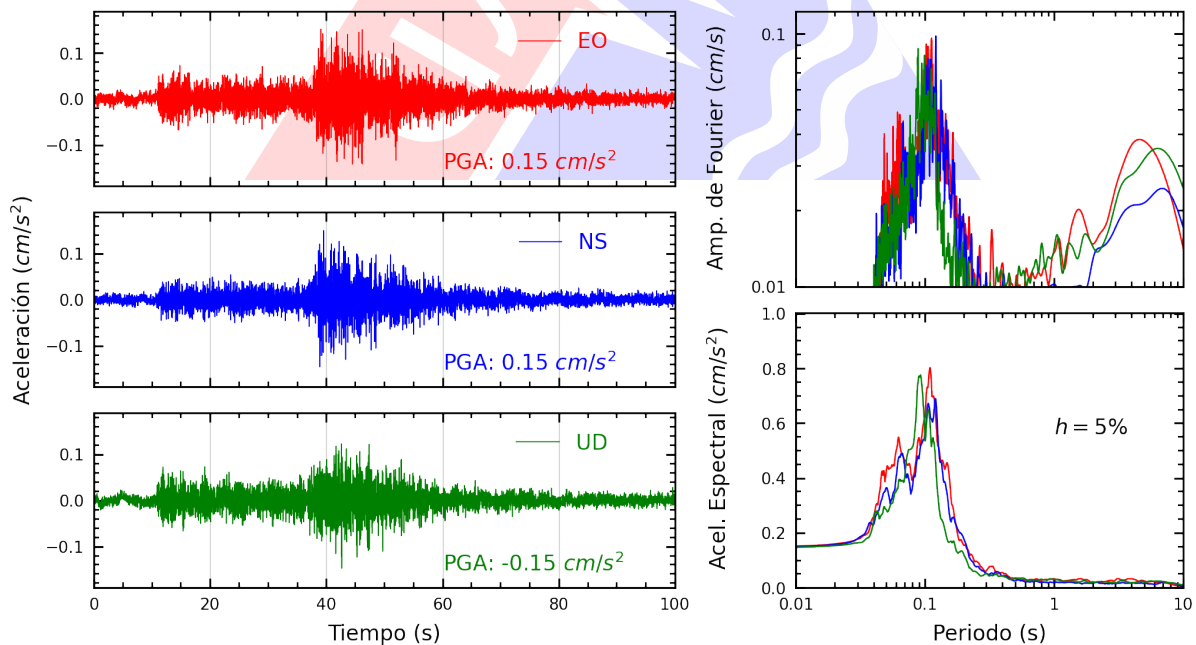 Aceleración (cm/s²)
0.1
0.0
−0.1
EO
PGA: 0.15 cm/s²
0.1
0.0
−0.1
NS
PGA: 0.15 cm/s²
0.1
0.0
−0.1
UD
PGA: -0.15 cm/s²
0 20 40 60 80 100
Tiempo (s)
Amp. de Fourier (cm/s)
0.1
0.01
Acel. Espectral (cm/s²)
1.0
0.8
0.6
0.4
0.2
0.0
h = 5%
0.01 0.1 1 10
Periodo (s)